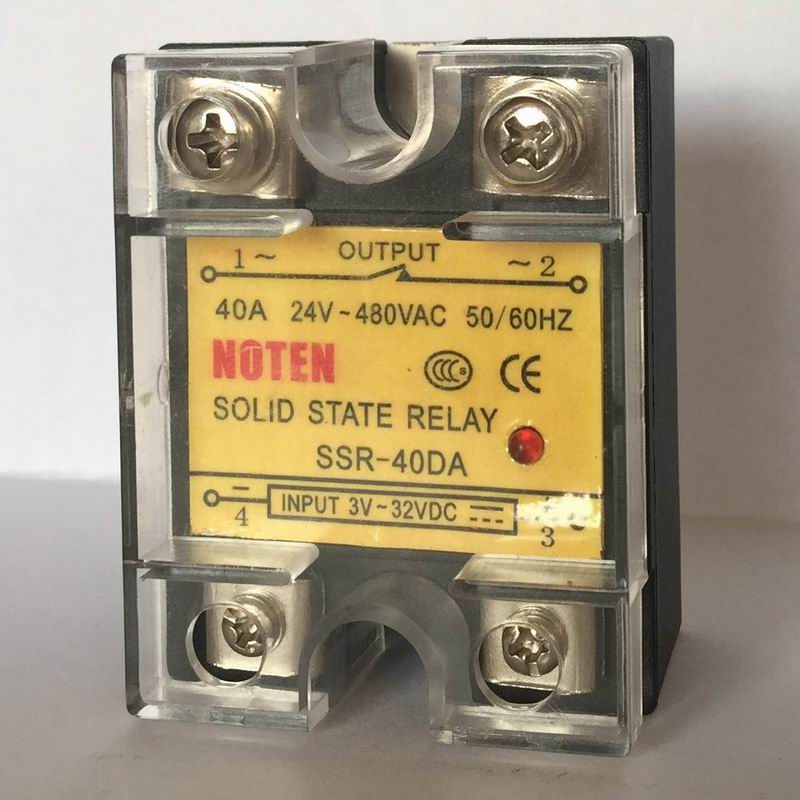 OUTPUT
1~ ~2
40A 24V~480VAC 50/60HZ
NOTEN
CCC S CE
SOLID STATE RELAY
SSR-40DA
−
INPUT 3V~32VDC
4 3